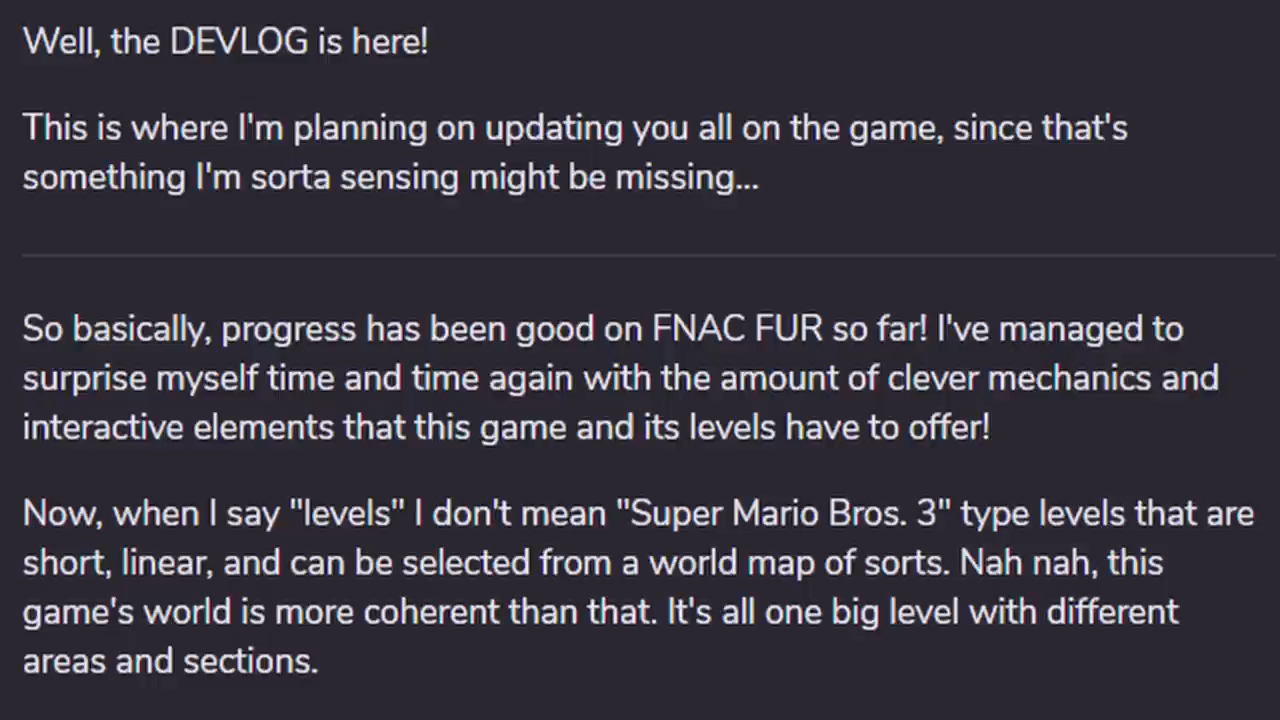 Well, the DEVLOG is here!
This is where I'm planning on updating you all on the game, since that's
something I'm sorta sensing might be missing...
So basically, progress has been good on FNAC FUR so far! I've managed to
surprise myself time and time again with the amount of clever mechanics and
interactive elements that this game and its levels have to offer!
Now, when I say "levels" I don't mean "Super Mario Bros. 3" type levels that are
short, linear, and can be selected from a world map of sorts. Nah nah, this
game's world is more coherent than that. It's all one big level with different
areas and sections.